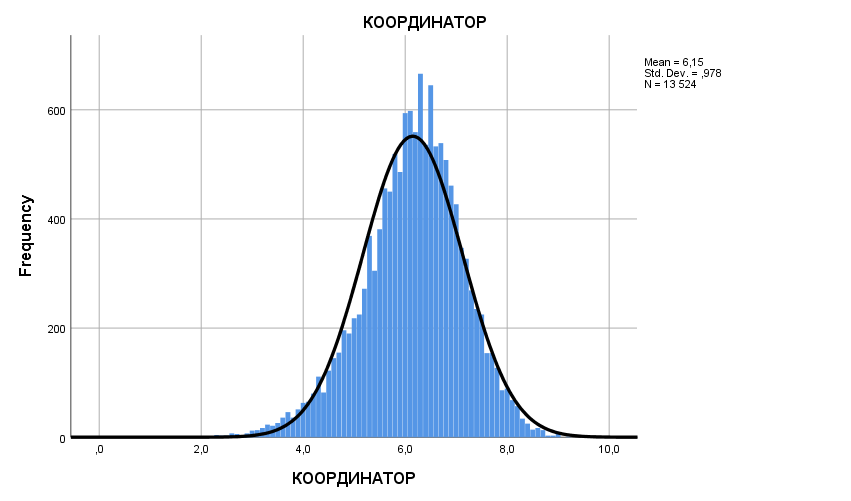 КООРДИНАТОР
Mean = 6,15
Std. Dev. = ,978
N = 13 524
600
400
200
0
Frequency
,0 2,0 4,0 6,0 8,0 10,0
КООРДИНАТОР